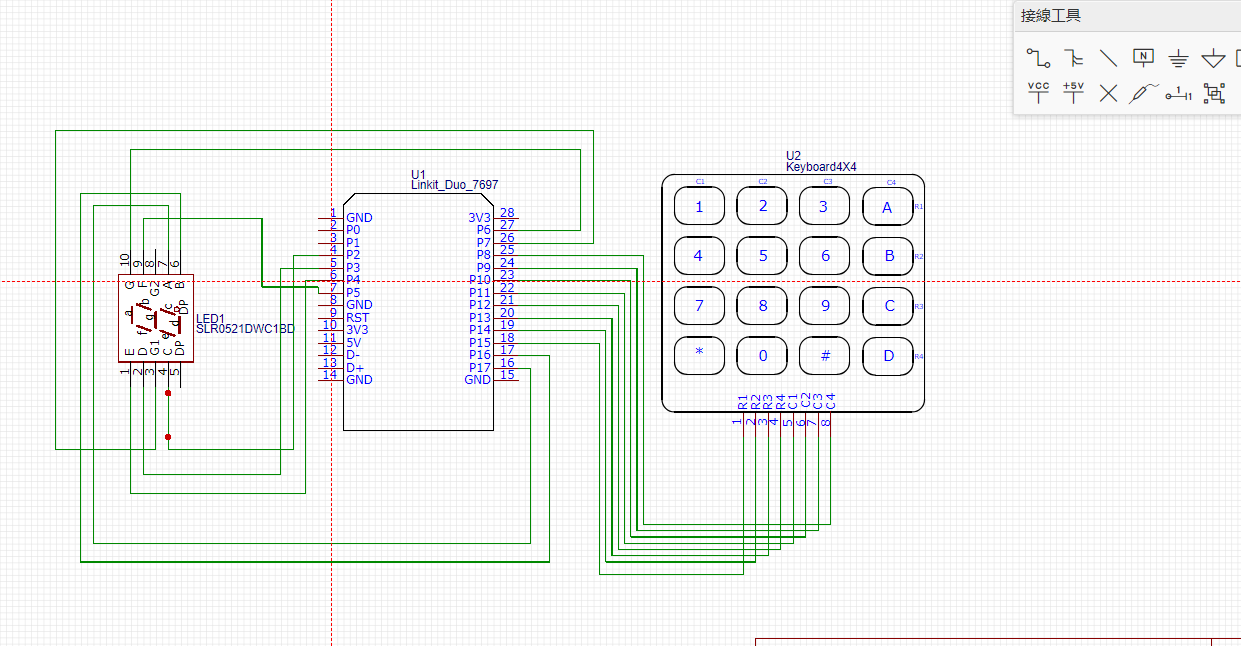 接線工具
N
VCC
+5V
1
1
U1
Linkit_Duo_7697
1 GND
2 P0
3 P1
4 P2
5 P3
6 P4
7 P5
8 GND
9 RST
10 3V3
11 5V
12 D-
13 D+
14 GND
3V3 28
P6 27
P7 26
P8 25
P9 24
P10 23
P11 22
P12 21
P13 20
P14 19
P15 18
P16 17
P17 16
GND 15
U2
Keyboard4X4
C1 C2 C3 C4
1 2 3 A R1
4 5 6 B R2
7 8 9 C R3
* 0 # D R4
R1 R2 R3 R4 C1 C2 C3 C4
1 2 3 4 5 6 7 8
10 9 8 7 6
G F G2 A B
a b c DP
f g e d
E D G1 C DP
1 2 3 4 5
LED1
SLR0521DWC1BD